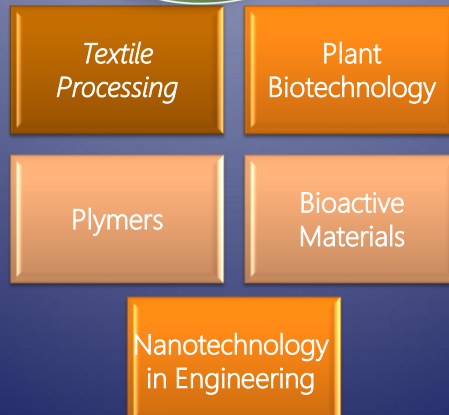 Textile
Processing
Plant
Biotechnology
Plymers
Bioactive
Materials
Nanotechnology
in Engineering